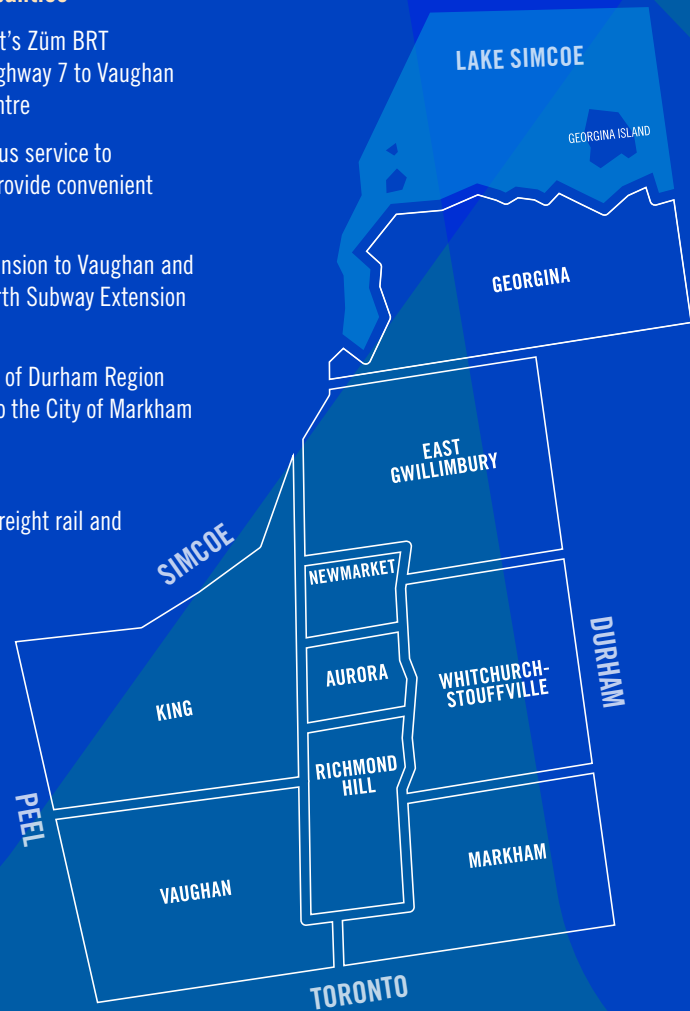 t's Züm BRT
ghway 7 to Vaughan
ntre
us service to
rovide convenient
nsion to Vaughan and
rth Subway Extension
of Durham Region
o the City of Markham
reight rail and
LAKE SIMCOE
GEORGINA ISLAND
GEORGINA
EAST
GWILLIMBURY
SIMCOE
NEWMARKET
DURHAM
AURORA
WHITCHURCH-
STOUFFVILLE
KING
RICHMOND
HILL
PEEL
MARKHAM
VAUGHAN
TORONTO